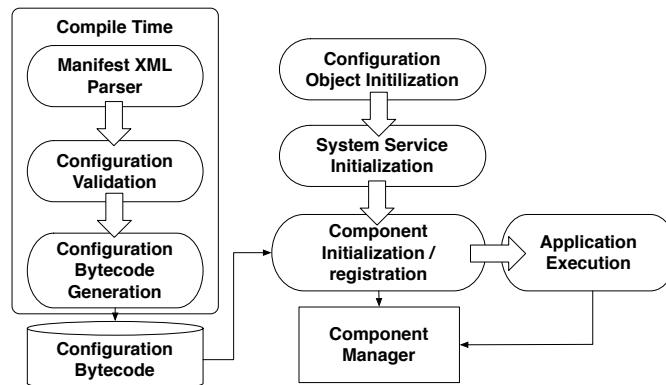 Compile Time
Manifest XML
Parser
Configuration
Validation
Configuration
Bytecode
Generation
Configuration
Bytecode
Configuration
Object Initilization
System Service
Initialization
Component
Initialization /
registration
Application
Execution
Component
Manager